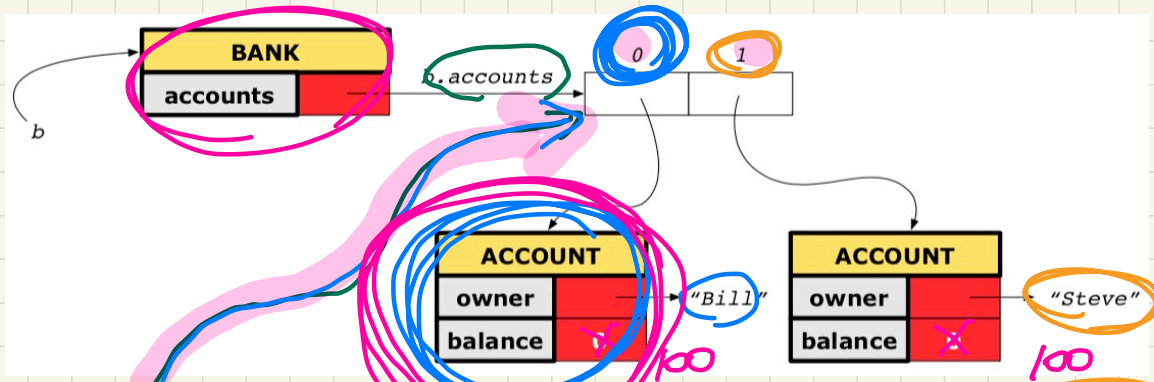 BANK
0 1
b.accounts
accounts
b
ACCOUNT ACCOUNT
owner "Bill" owner "Steve"
balance 100 balance 100